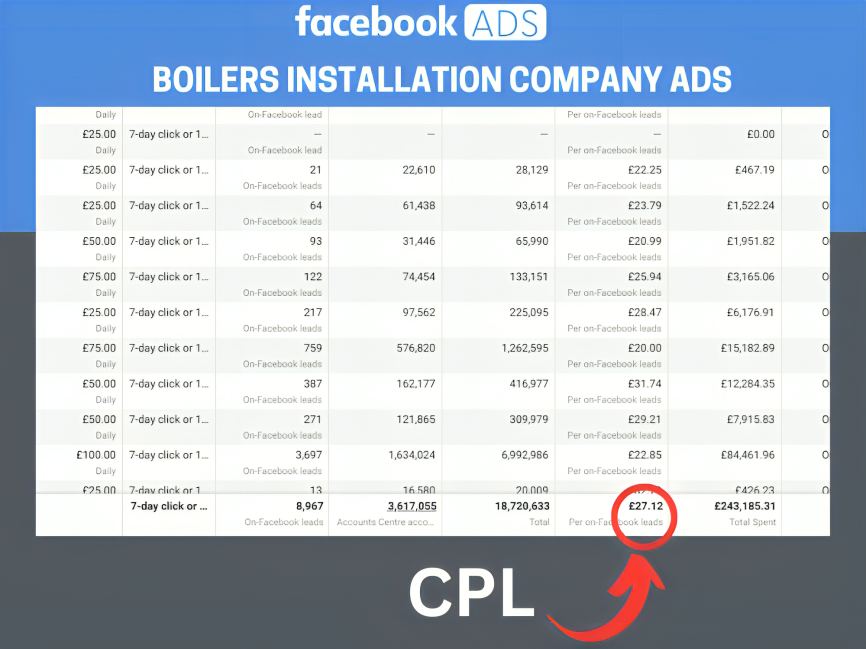 facebook ADS
BOILERS INSTALLATION COMPANY ADS
Daily On-Facebook lead Per on-Facebook leads
£25.00 7-day click or 1... — — — — £0.00 O
Daily On-Facebook lead Per on-Facebook leads
£25.00 7-day click or 1... 21 22,610 28,129 £22.25 £467.19 O
Daily On-Facebook leads Per on-Facebook leads
£25.00 7-day click or 1... 64 61,438 93,614 £23.79 £1,522.24 O
Daily On-Facebook leads Per on-Facebook leads
£50.00 7-day click or 1... 93 31,446 65,990 £20.99 £1,951.82 O
Daily On-Facebook leads Per on-Facebook leads
£75.00 7-day click or 1... 122 74,454 133,151 £25.94 £3,165.06 O
Daily On-Facebook leads Per on-Facebook leads
£25.00 7-day click or 1... 217 97,562 225,095 £28.47 £6,176.91 O
Daily On-Facebook leads Per on-Facebook leads
£75.00 7-day click or 1... 759 576,820 1,262,595 £20.00 £15,182.89 O
Daily On-Facebook leads Per on-Facebook leads
£50.00 7-day click or 1... 387 162,177 416,977 £31.74 £12,284.35 O
Daily On-Facebook leads Per on-Facebook leads
£50.00 7-day click or 1... 271 121,865 309,979 £29.21 £7,915.83 O
Daily On-Facebook leads Per on-Facebook leads
£100.00 7-day click or 1... 3,697 1,634,024 6,992,986 £22.85 £84,461.96 O
Daily On-Facebook leads Per on-Facebook leads
£25.00 7-day click or 1... 13 16,580 20,009 £426.23 O
7-day click or ... 8,967 3,617,055 18,720,633 £27.12 £243,185.31
On-Facebook leads Accounts Centre acco... Total Per on-Facebook leads Total Spent
CPL